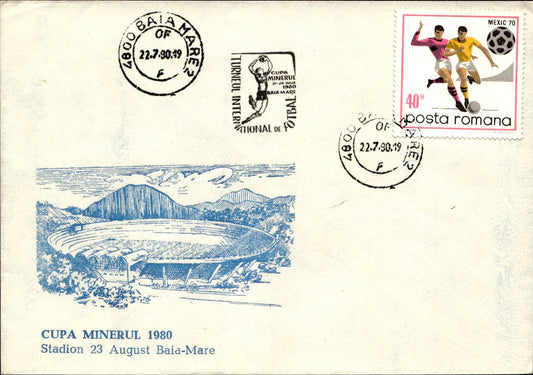 4800 BAIA MARE 2
OF
22.7.80.19
F
TURNEUL INTERNAȚIONAL DE FOTBAL
CUPA
MINERUL
1980
BAIA MARE
MEXIC 70
40B
posta romana
4800 BAIA MARE 2
OF
22.7.80.19
F
CUPA MINERUL 1980
Stadion 23 August Baia-Mare